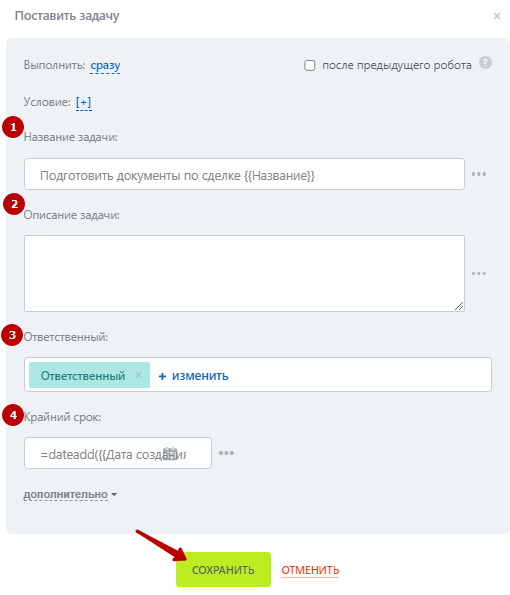 Поставить задачу ×
Выполнить: сразу после предыдущего робота ?
Условие: [+]
1 Название задачи:
Подготовить документы по сделке {{Название}} •••
2 Описание задачи:
•••
3 Ответственный:
Ответственный × + изменить
4 Крайний срок:
=dateadd({{Дата создания •••
дополнительно
СОХРАНИТЬ ОТМЕНИТЬ